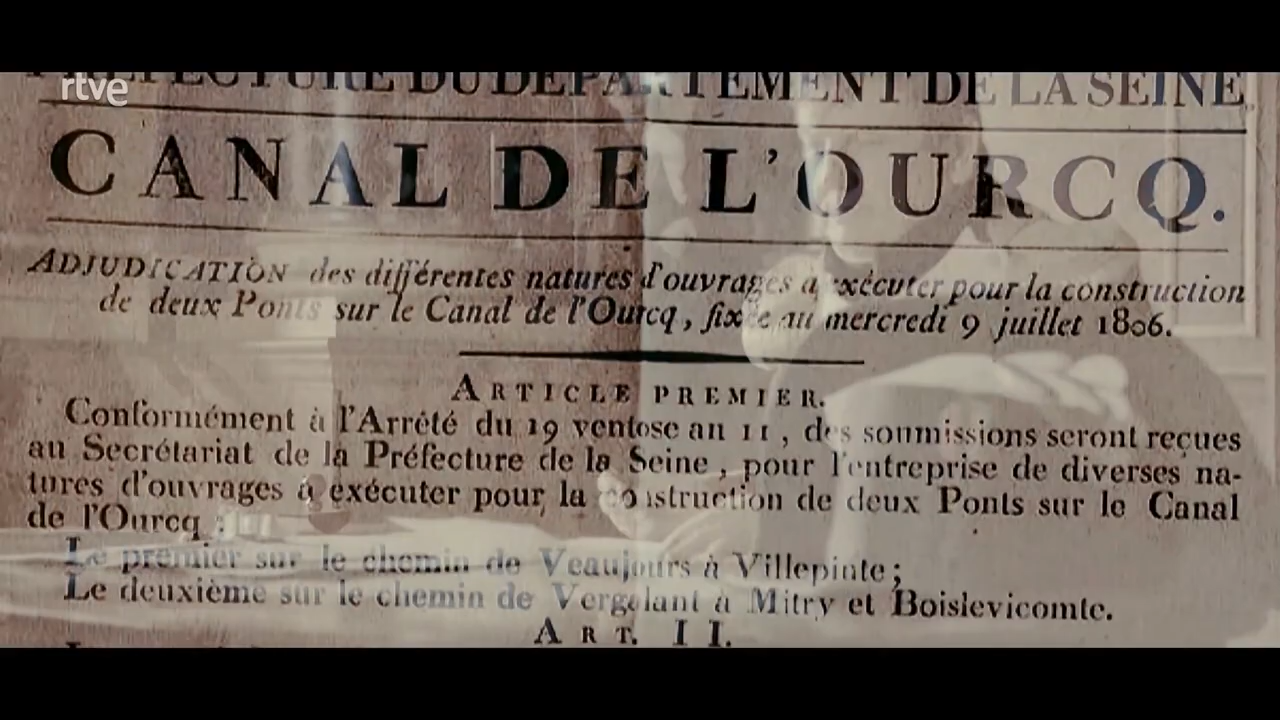 rtve
PRÉFECTURE DU DÉPARTEMENT DE LA SEINE.
CANAL DE L'OURCQ.
ADJUDICATION des différentes natures d'ouvrages à exécuter pour la construction
de deux Ponts sur le Canal de l'Ourcq, fixée au mercredi 9 juillet 1806.
ARTICLE PREMIER.
Conformément à l'Arrêté du 19 ventose an 11, des soumissions seront reçues
au Secrétariat de la Préfecture de la Seine, pour l'entreprise de diverses na-
tures d'ouvrages à exécuter pour la construction de deux Ponts sur le Canal
de l'Ourcq :
Le premier sur le chemin de Veaujours à Villepinte;
Le deuxième sur le chemin de Vergalant à Mitry et Boislevicomte.
ART. II.